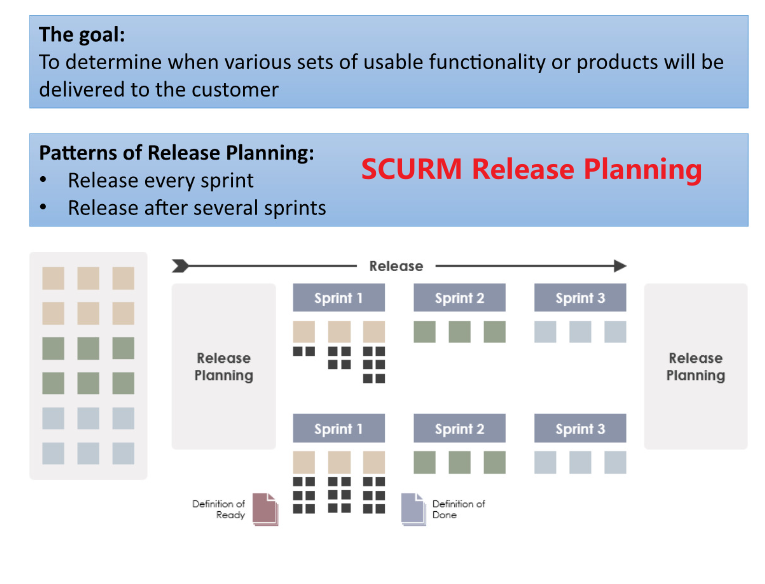 The goal:
To determine when various sets of usable functionality or products will be
delivered to the customer
Patterns of Release Planning:
• Release every sprint
• Release after several sprints
SCURM Release Planning
Release
Sprint 1
Sprint 2
Sprint 3
Release
Planning
Release
Planning
Sprint 1
Sprint 2
Sprint 3
Definition of
Ready
Definition of
Done